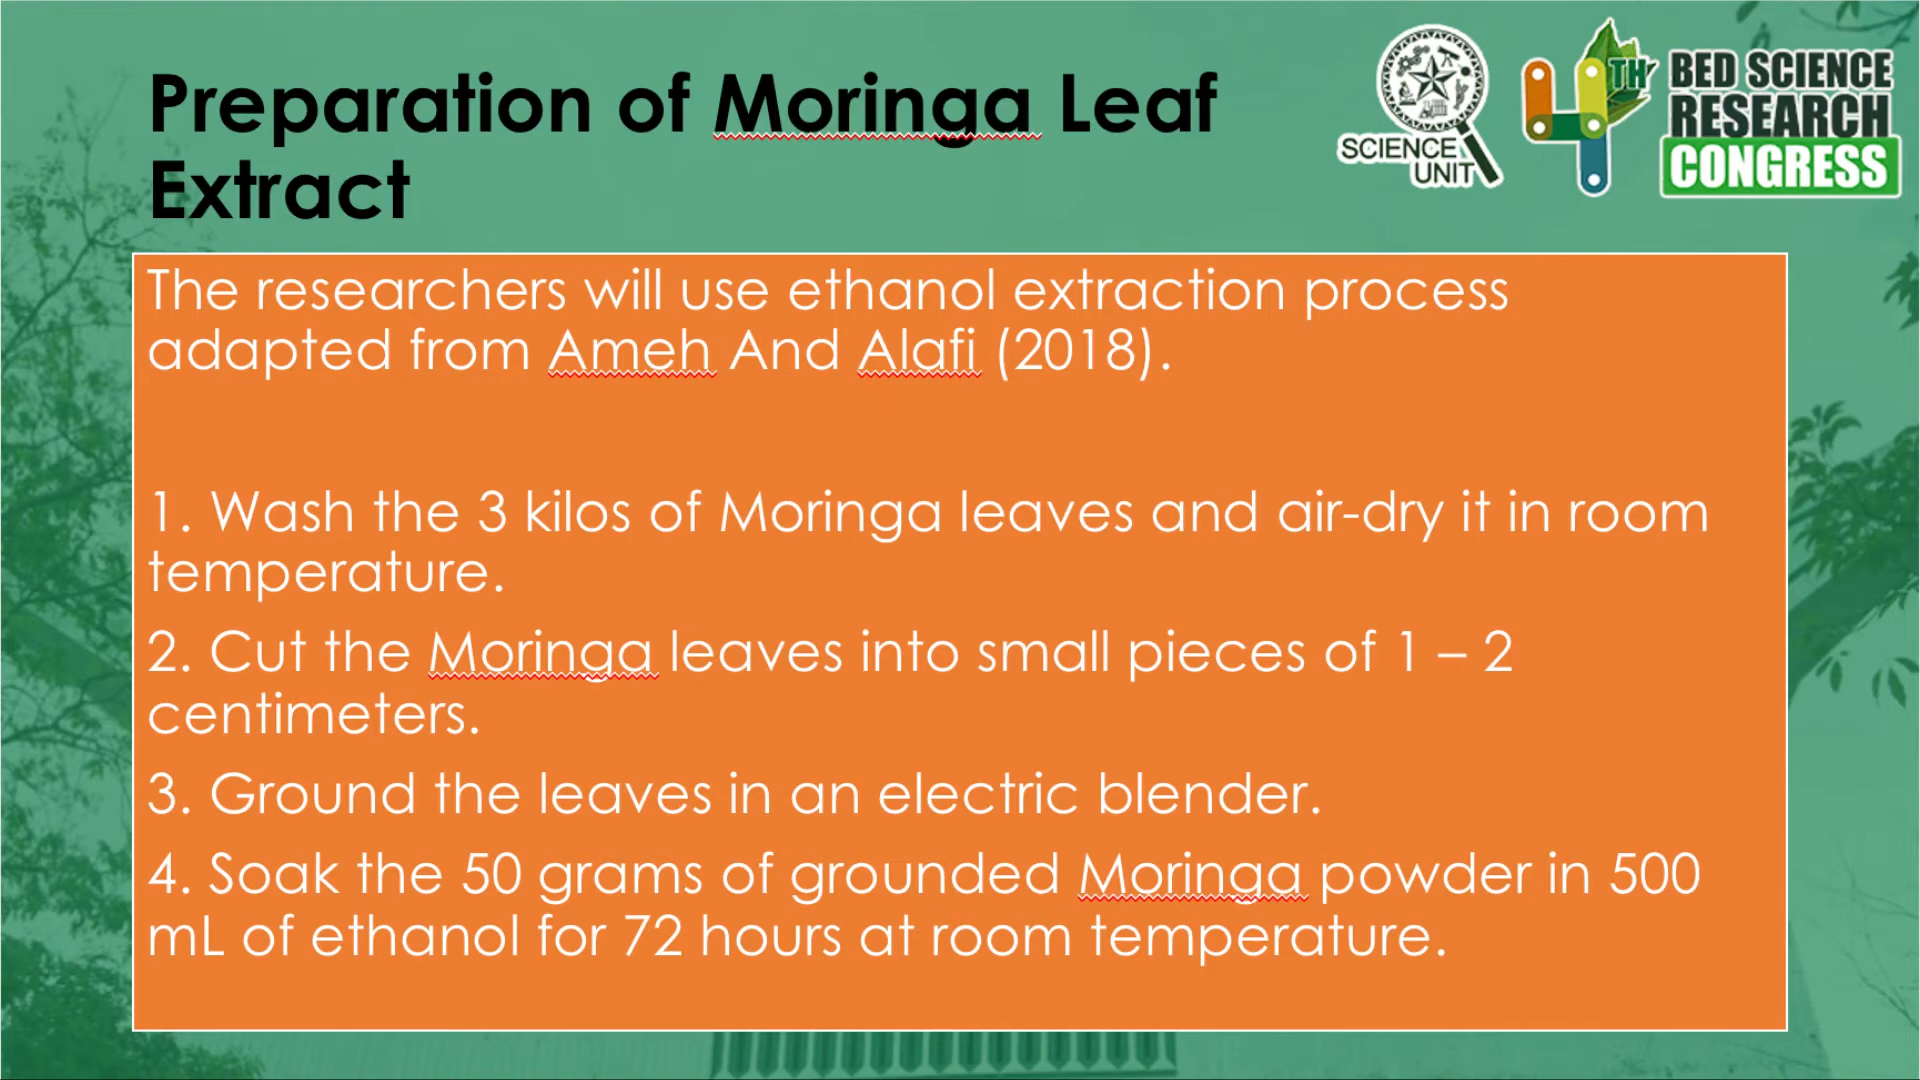 Preparation of Moringa Leaf
Extract
SCIENCE
UNIT
4TH
BED SCIENCE
RESEARCH
CONGRESS
The researchers will use ethanol extraction process
adapted from Ameh And Alafi (2018).
1. Wash the 3 kilos of Moringa leaves and air-dry it in room
temperature.
2. Cut the Moringa leaves into small pieces of 1 – 2
centimeters.
3. Ground the leaves in an electric blender.
4. Soak the 50 grams of grounded Moringa powder in 500
mL of ethanol for 72 hours at room temperature.